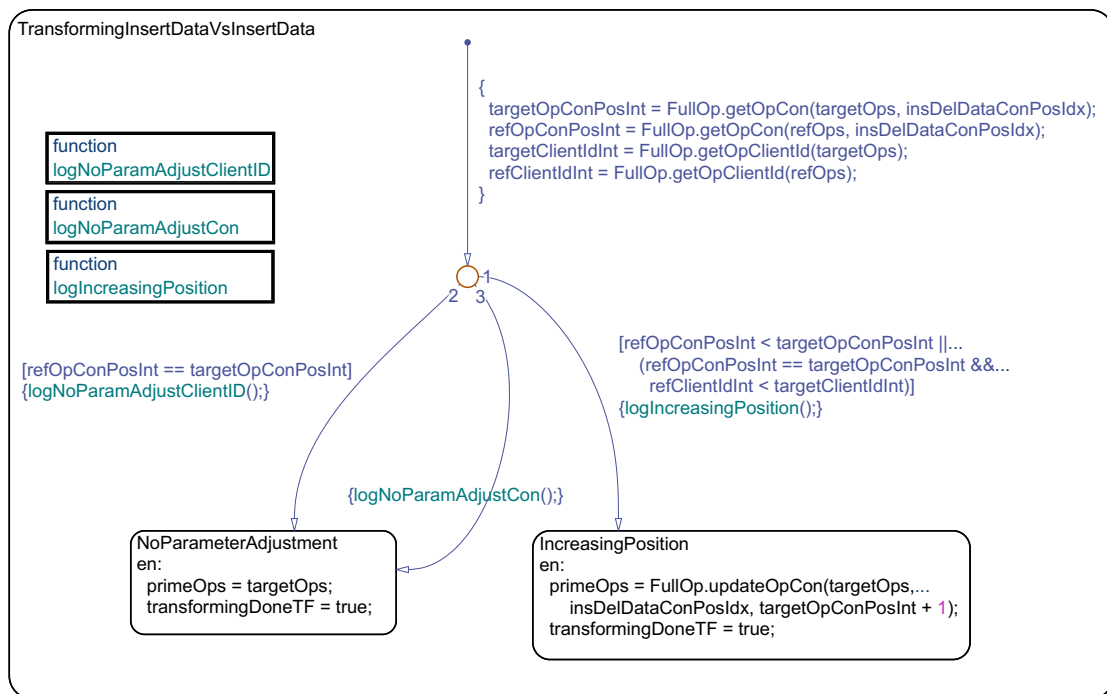 TransformingInsertDataVsInsertData
{
targetOpConPosInt = FullOp.getOpCon(targetOps, insDelDataConPosIdx);
refOpConPosInt = FullOp.getOpCon(refOps, insDelDataConPosIdx);
targetClientIdInt = FullOp.getOpClientId(targetOps);
refClientIdInt = FullOp.getOpClientId(refOps);
}
function
logNoParamAdjustClientID
function
logNoParamAdjustCon
function
logIncreasingPosition
1
2
3
[refOpConPosInt == targetOpConPosInt]
{logNoParamAdjustClientID();}
[refOpConPosInt < targetOpConPosInt ||...
(refOpConPosInt == targetOpConPosInt &&...
refClientIdInt < targetClientIdInt)]
{logIncreasingPosition();}
{logNoParamAdjustCon();}
NoParameterAdjustment
en:
primeOps = targetOps;
transformingDoneTF = true;
IncreasingPosition
en:
primeOps = FullOp.updateOpCon(targetOps,...
insDelDataConPosIdx, targetOpConPosInt + 1);
transformingDoneTF = true;